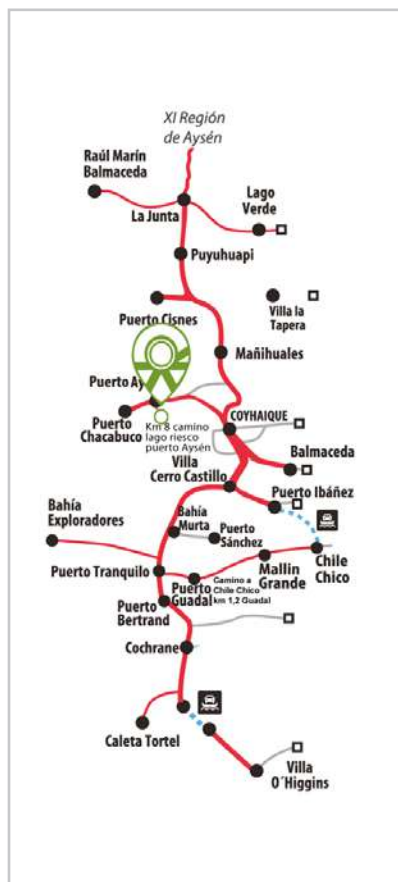 XI Región
de Aysén
Raúl Marín
Balmaceda
Lago
Verde
La Junta
Puyuhuapi
Puerto Cisnes
Villa la
Tapera
Mañihuales
Puerto Ay
Puerto
Chacabuco
Km 8 camino
lago riesco
puerto Aysén
COYHAIQUE
Balmaceda
Villa
Cerro Castillo
Puerto Ibáñez
Bahía
Exploradores
Bahía
Murta
Puerto
Sánchez
Chile
Chico
Mallin
Grande
Puerto Tranquilo
Puerto
Guadal
Camino a
Chile Chico
km 1,2 Guadal
Puerto
Bertrand
Cochrane
Caleta Tortel
Villa
O´Higgins